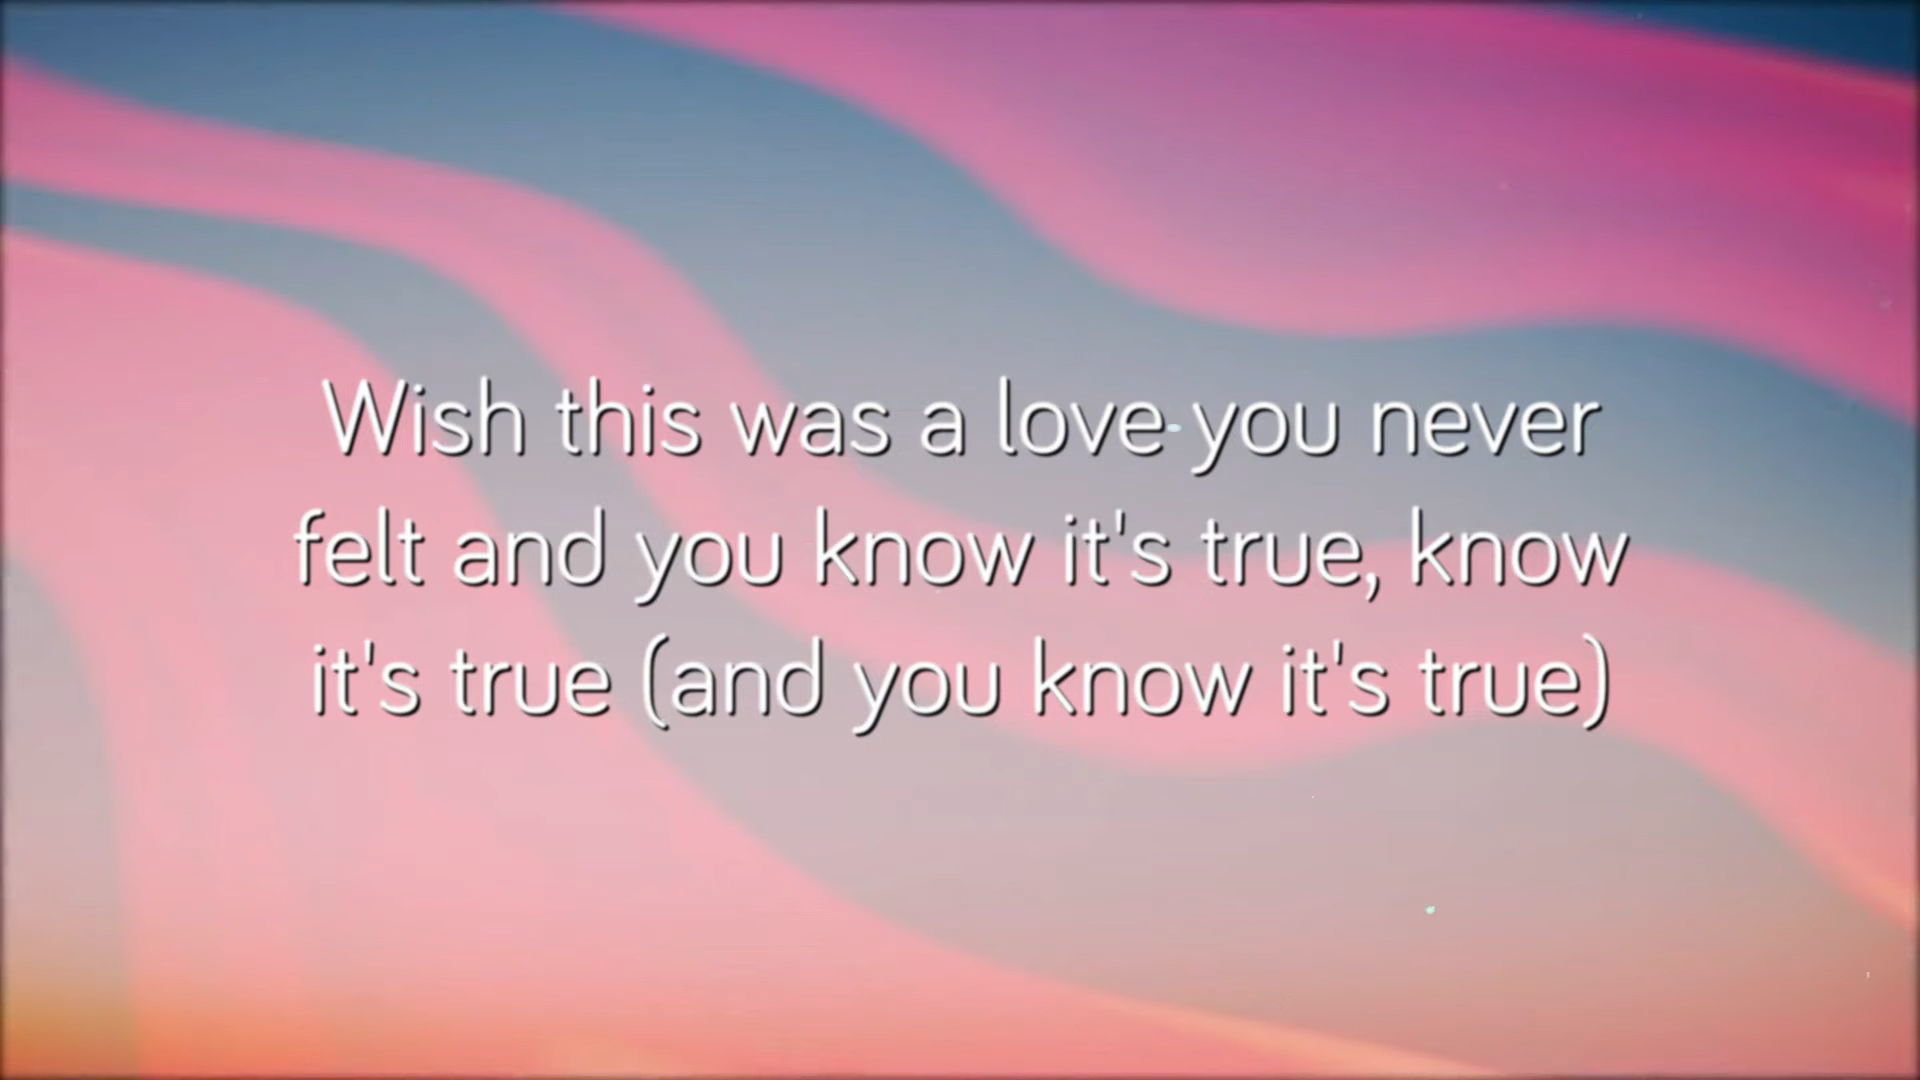 Wish this was a love you never
felt and you know it's true, know
it's true (and you know it's true)